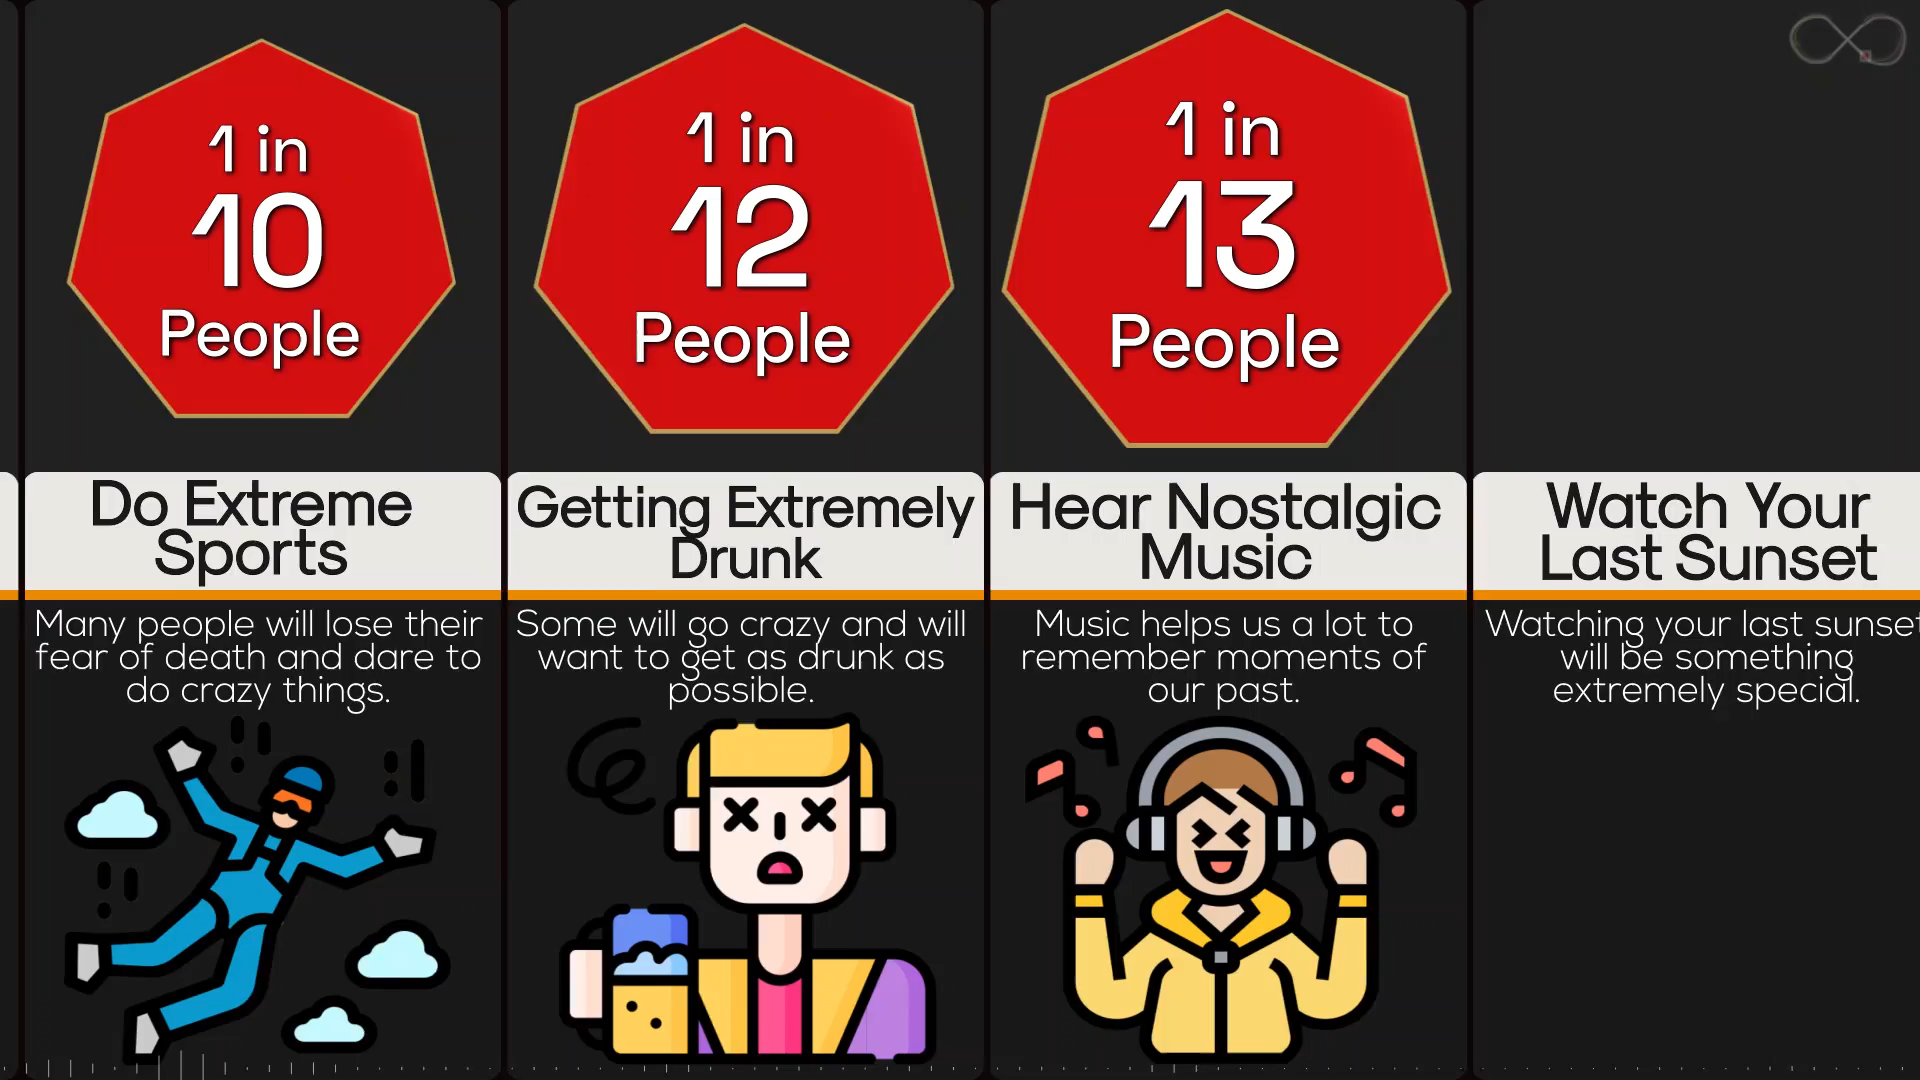 1 in
10
People
Do Extreme
Sports
Many people will lose their
fear of death and dare to
do crazy things.
1 in
12
People
Getting Extremely
Drunk
Some will go crazy and will
want to get as drunk as
possible.
1 in
13
People
Hear Nostalgic
Music
Music helps us a lot to
remember moments of
our past.
Watch Your
Last Sunset
Watching your last sunset
will be something
extremely special.